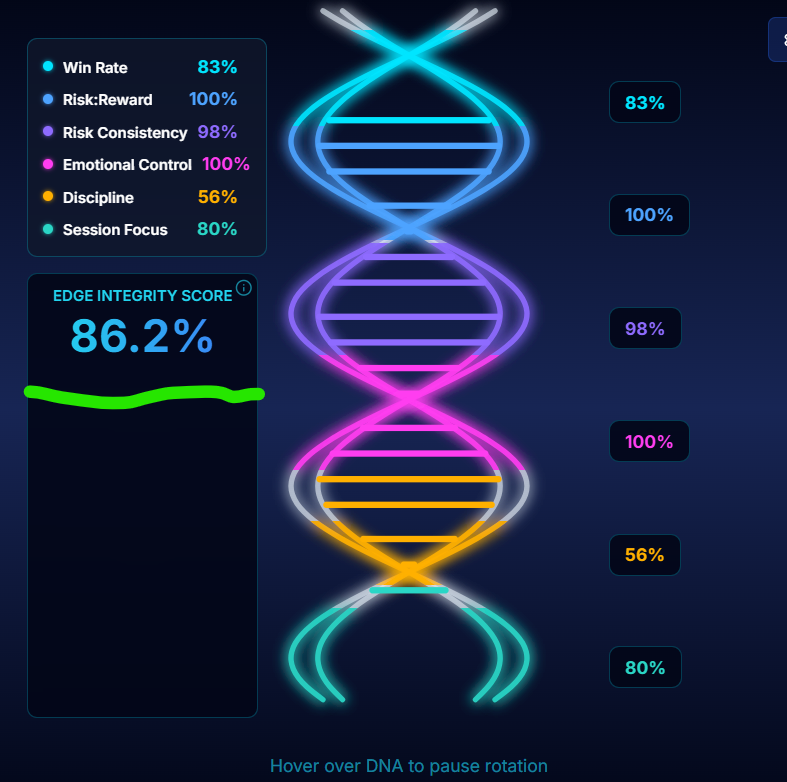 Win Rate 83%
Risk:Reward 100%
Risk Consistency 98%
Emotional Control 100%
Discipline 56%
Session Focus 80%
EDGE INTEGRITY SCORE
86.2%
83%
100%
98%
100%
56%
80%
Hover over DNA to pause rotation